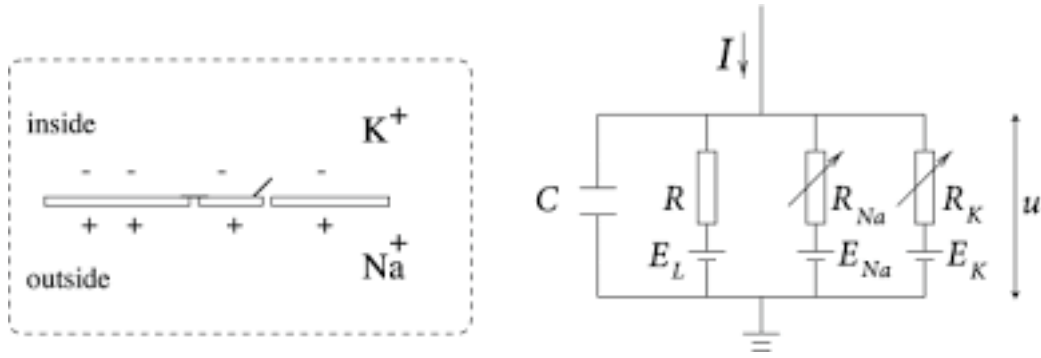 inside
K+
- - - -
+ + + +
Na+
outside
I
C
R
R_Na
R_K
u
E_L
E_Na
E_K